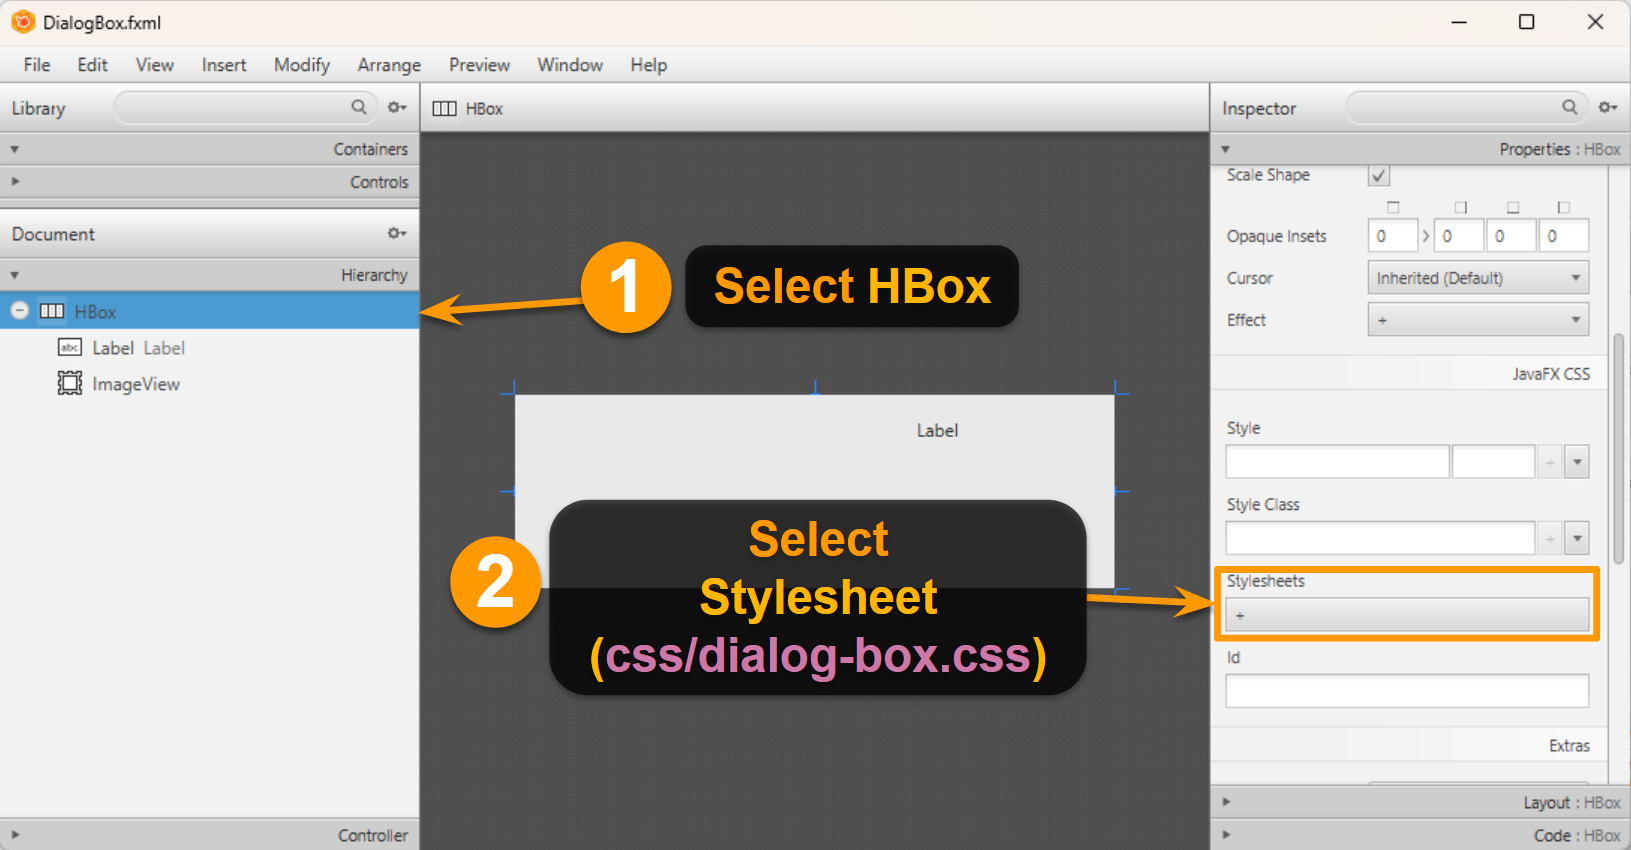 DialogBox.fxml
File Edit View Insert Modify Arrange Preview Window Help
Library
HBox
Inspector
Containers
Properties : HBox
Controls
Scale Shape
Document
Opaque Insets 0 0 0 0
Hierarchy
Cursor Inherited (Default)
HBox
Effect +
abc Label Label
ImageView
1 Select HBox
JavaFX CSS
Label
Style
+
Style Class
+
2 Select
Stylesheet
(css/dialog-box.css)
Stylesheets
+
Id
Extras
Layout : HBox
Controller
Code : HBox